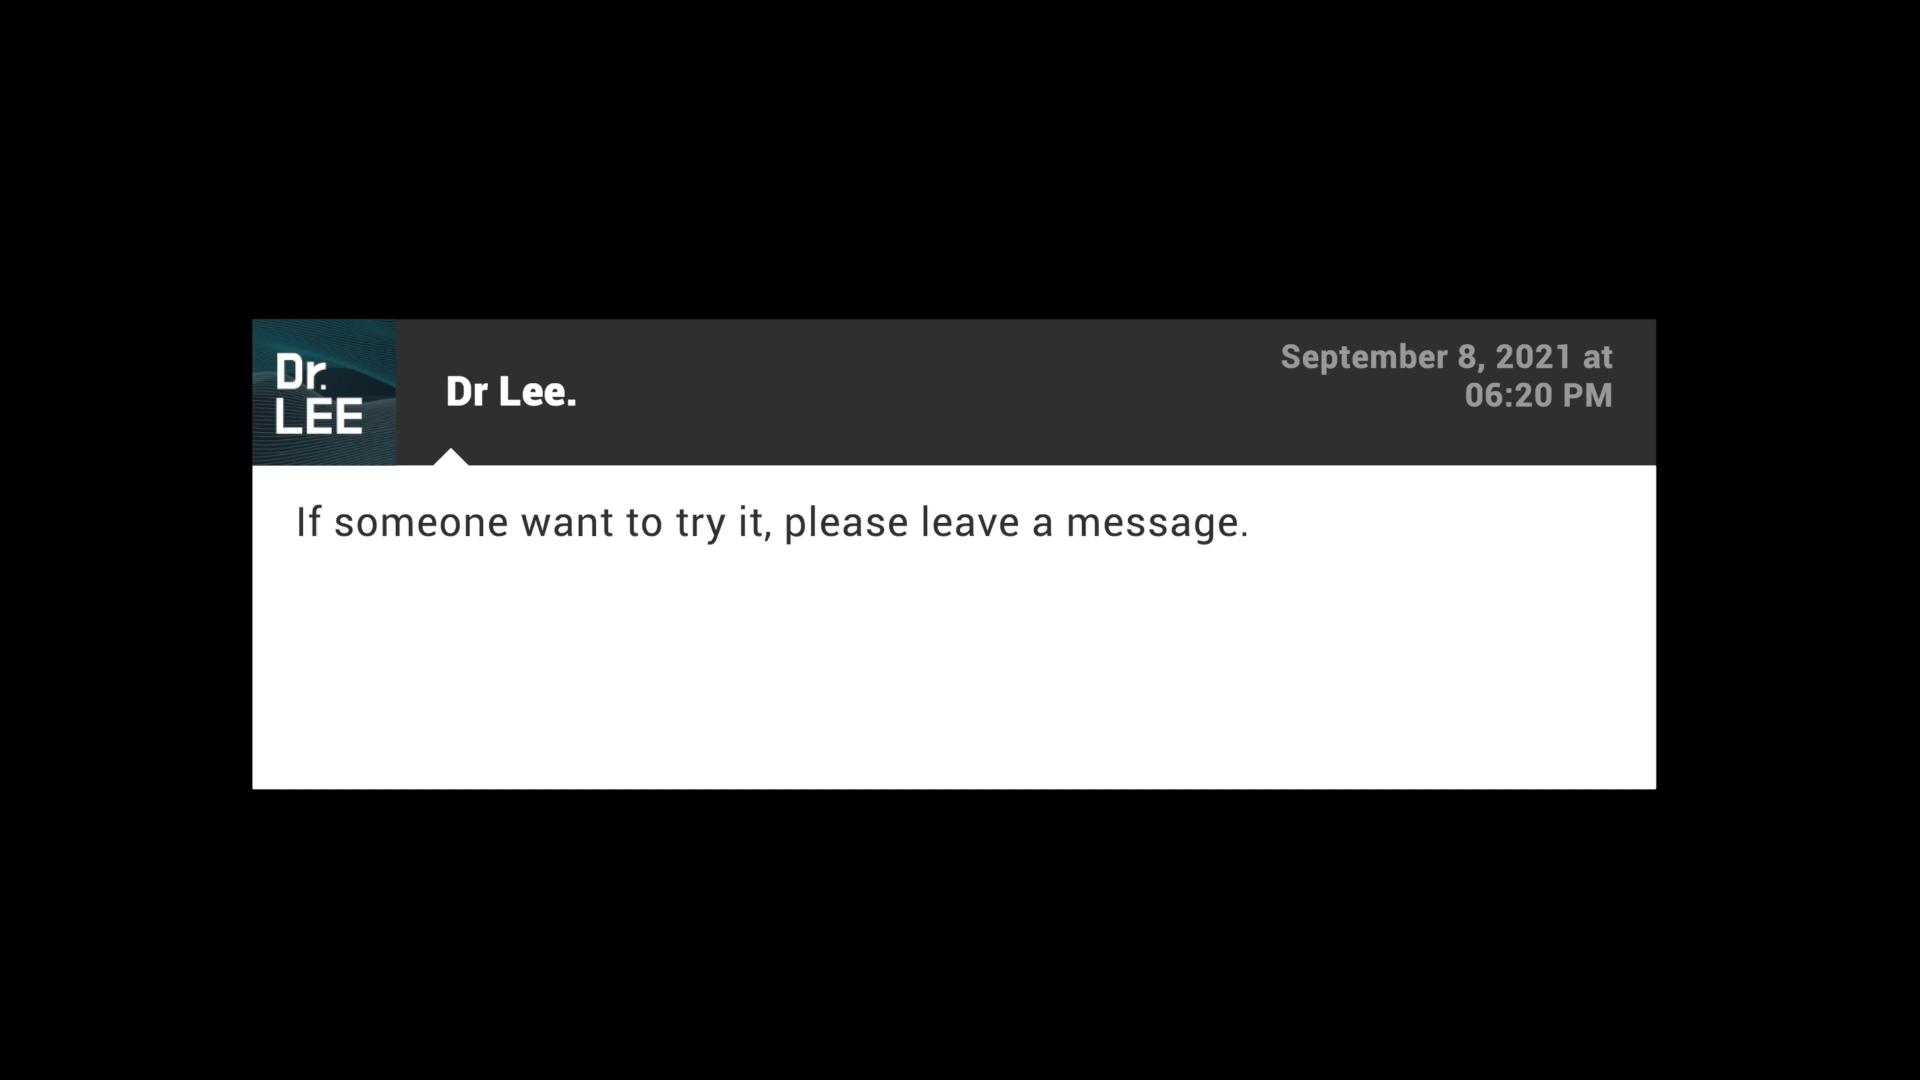 Dr.
LEE
Dr Lee.
September 8, 2021 at
06:20 PM
If someone want to try it, please leave a message.